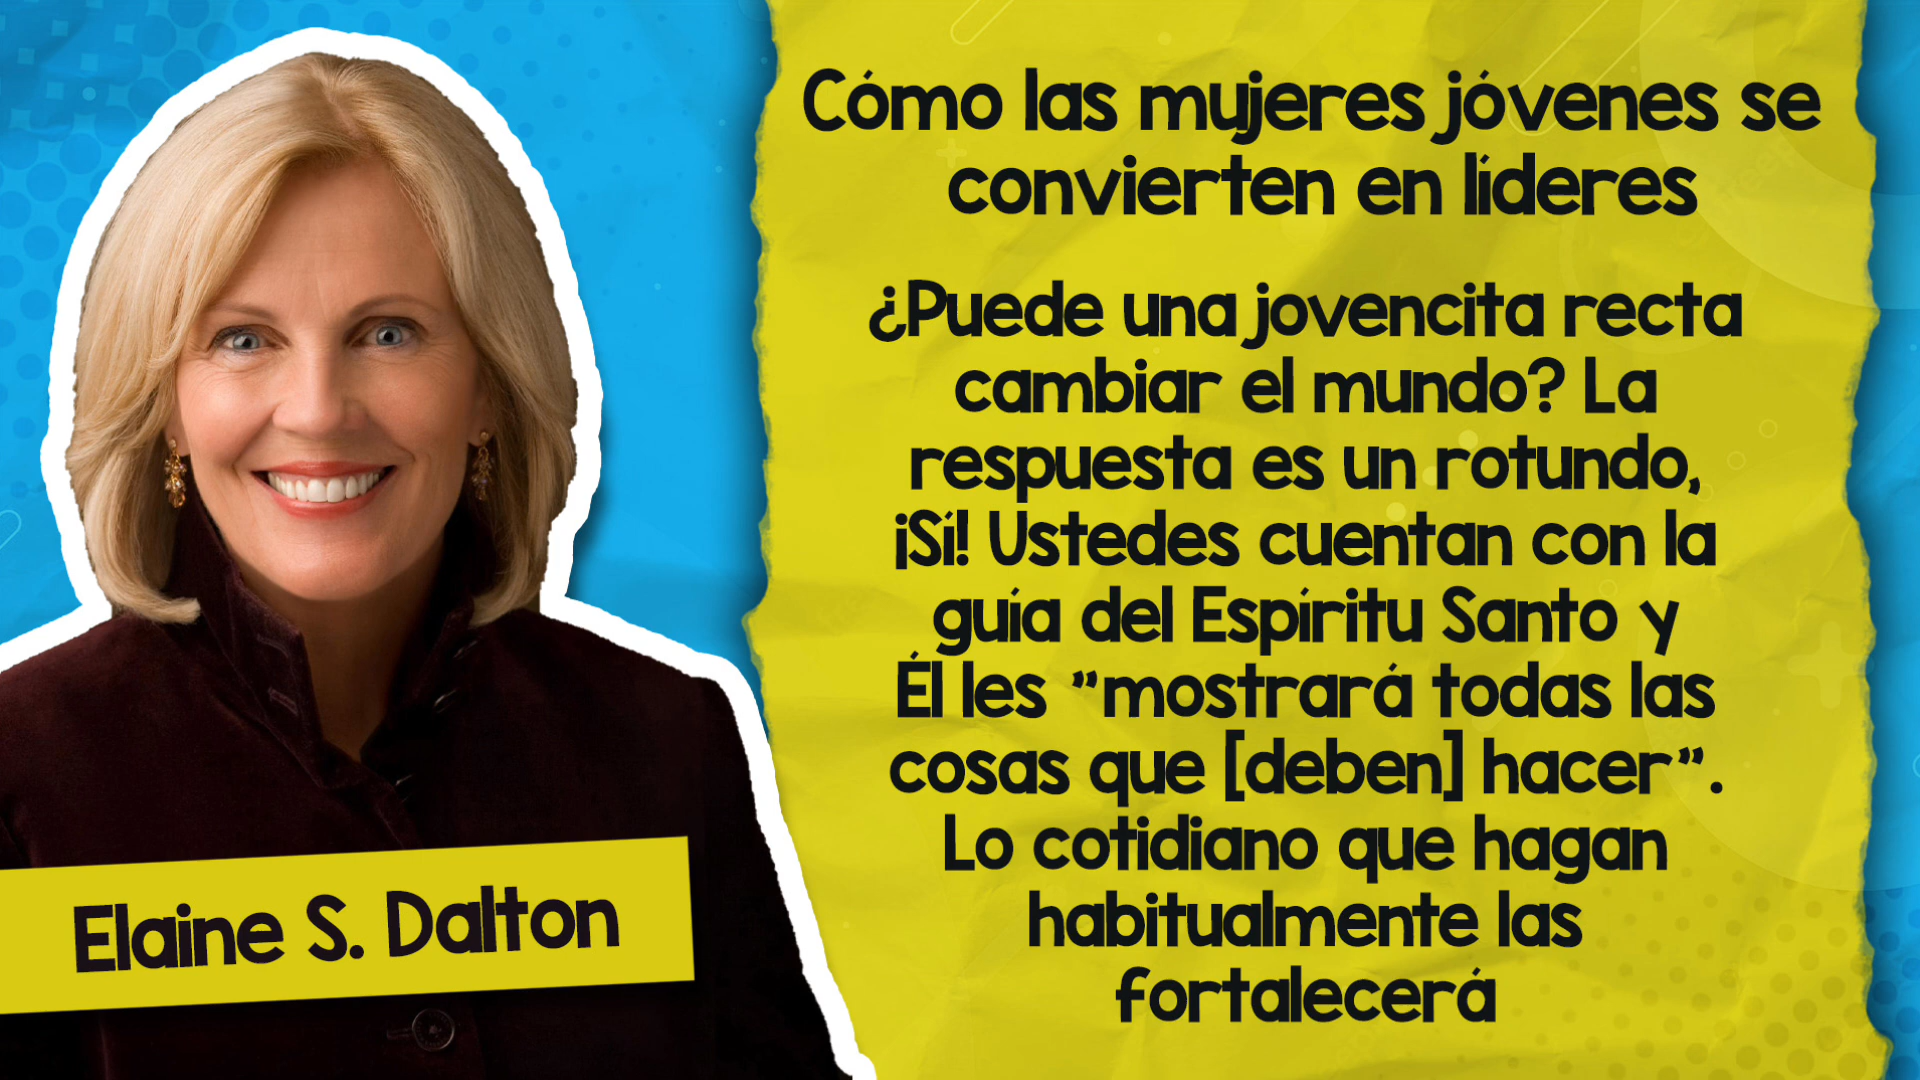 Cómo las mujeres jóvenes se
convierten en líderes
¿Puede una jovencita recta
cambiar el mundo? La
respuesta es un rotundo,
¡Sí! Ustedes cuentan con la
guía del Espíritu Santo y
Él les "mostrará todas las
cosas que [deben] hacer".
Lo cotidiano que hagan
habitualmente las
fortalecerá
Elaine S. Dalton